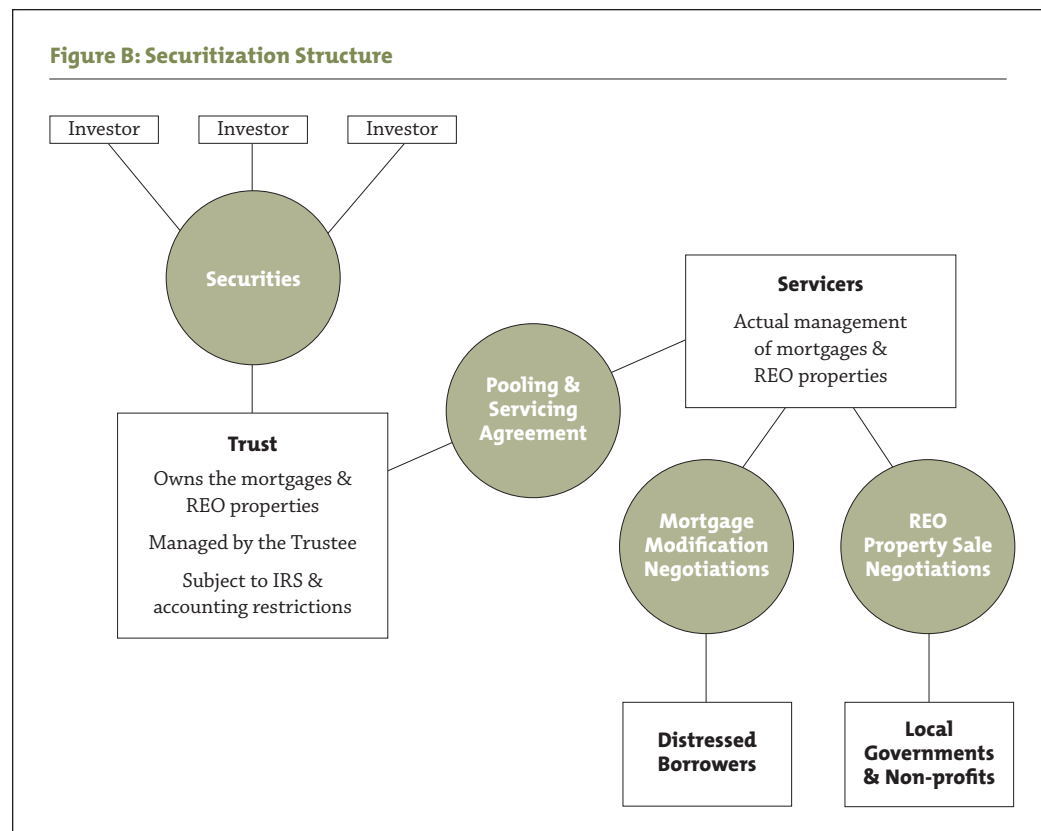 Figure B: Securitization Structure
Investor
Investor
Investor
Securities
Servicers
Actual management
of mortgages &
REO properties
Pooling &
Servicing
Agreement
Trust
Owns the mortgages &
REO properties
Managed by the Trustee
Subject to IRS &
accounting restrictions
Mortgage
Modification
Negotiations
REO
Property Sale
Negotiations
Distressed
Borrowers
Local
Governments
& Non-profits